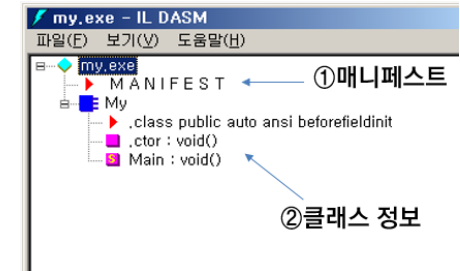 my.exe - IL DASM
파일(F) 보기(V) 도움말(H)
my.exe
M A N I F E S T ①매니페스트
My
.class public auto ansi beforefieldinit
.ctor : void()
S Main : void()
②클래스 정보